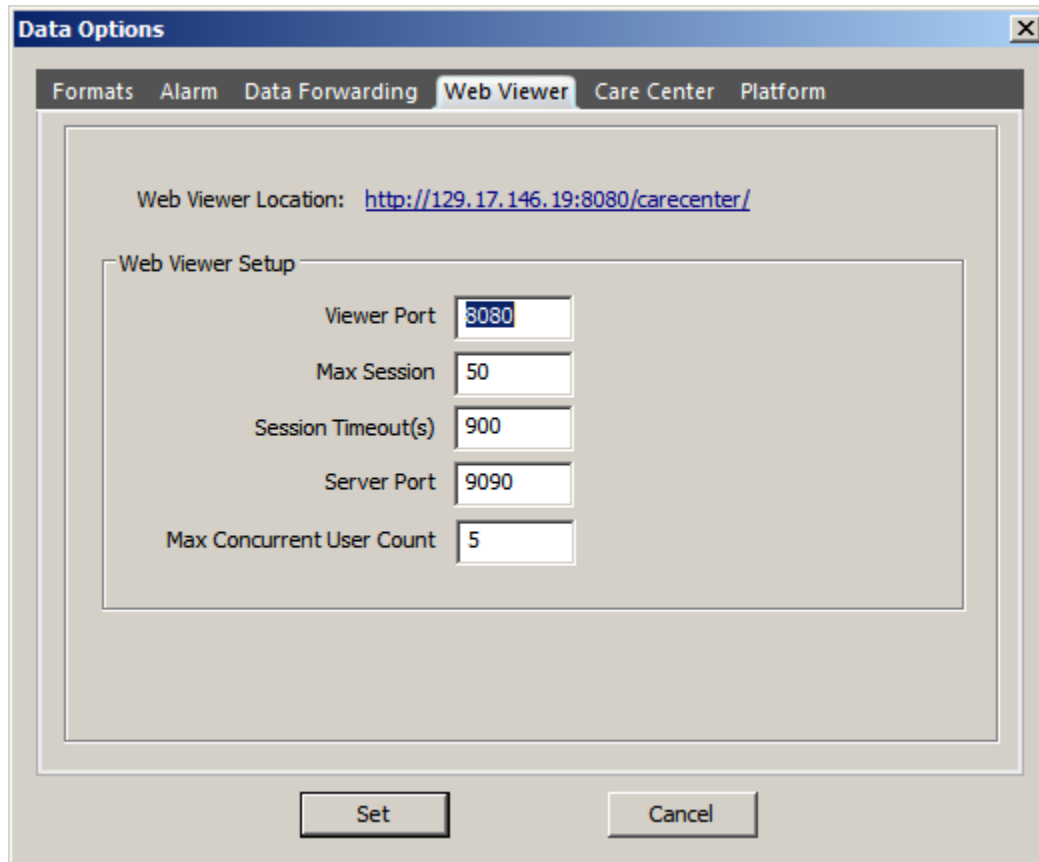 Data Options
Formats Alarm Data Forwarding Web Viewer Care Center Platform
Web Viewer Location: http://129.17.146.19:8080/carecenter/
Web Viewer Setup
Viewer Port 8080
Max Session 50
Session Timeout(s) 900
Server Port 9090
Max Concurrent User Count 5
Set Cancel